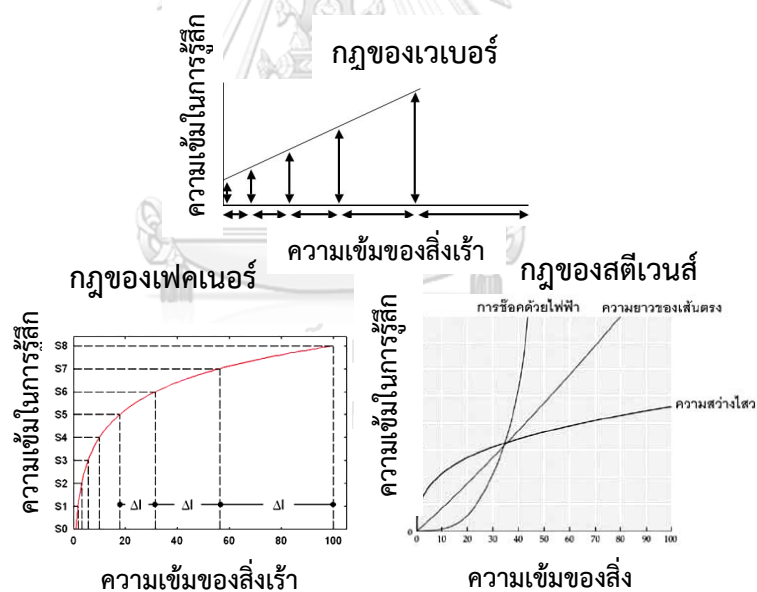 กฎของเวเบอร์
ความเข้มในการรู้สึก
ความเข้มของสิ่งเร้า
กฎของเฟคเนอร์
ความเข้มในการรู้สึก
S8
S7
S6
S5
S4
S3
S2
S1
S0
ΔI ΔI ΔI
0 20 40 60 80 100
ความเข้มของสิ่งเร้า
กฎของสตีเวนส์
การช๊อคด้วยไฟฟ้า ความยาวของเส้นตรง
ความสว่างไสว
ความเข้มในการรู้สึก
0
0 10 20 30 40 50 60 70 80 90 100
ความเข้มของสิ่ง